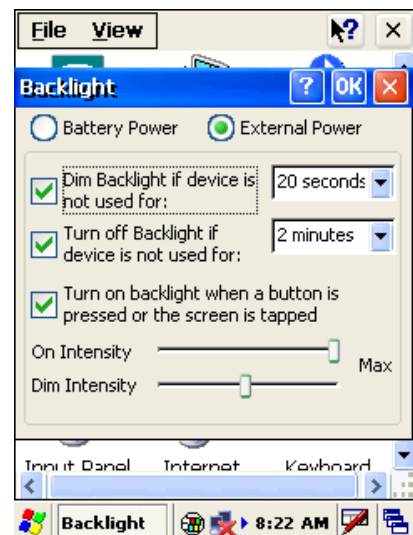 File View ?
Backlight ? OK
Battery Power External Power
Dim Backlight if device is
not used for:
20 seconds
Turn off Backlight if
device is not used for:
2 minutes
Turn on backlight when a button is
pressed or the screen is tapped
On Intensity
Max
Dim Intensity
Input Panel Internet Keyboard
Backlight 8:22 AM